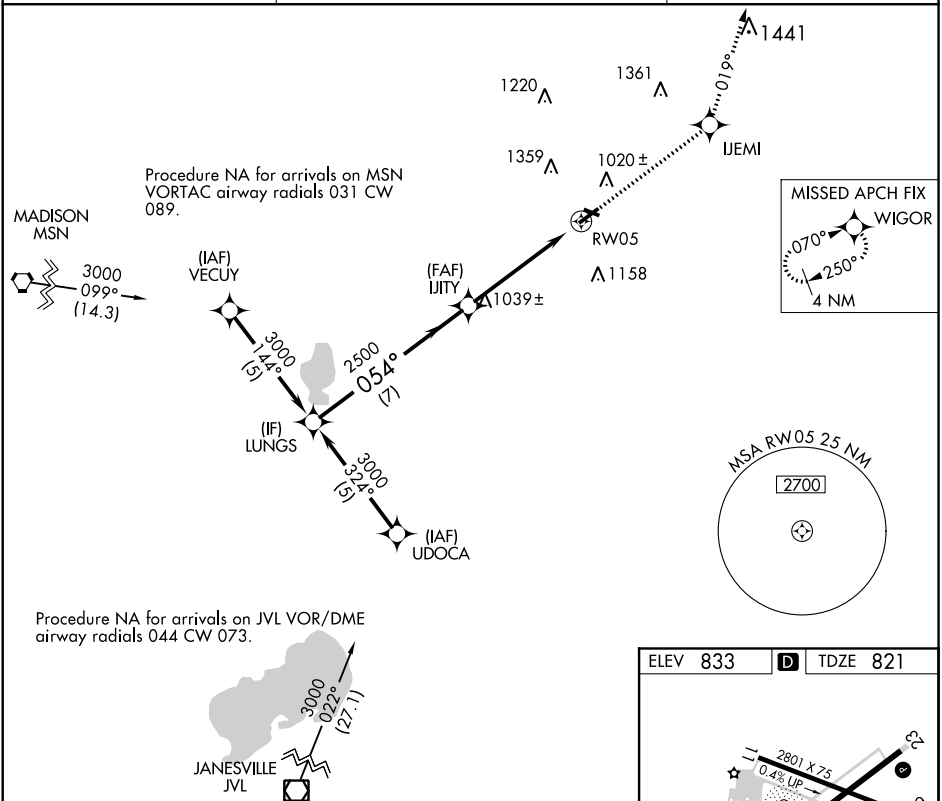 1441
019°
1361
1220
IJEMI
1359
1020 ±
Procedure NA for arrivals on MSN
VORTAC airway radials 031 CW
089.
MISSED APCH FIX
WIGOR
070°
250°
4 NM
MADISON
MSN
3000
099°
(14.3)
(IAF)
VECUY
RW05
(FAF)
IJITY
1158
1039 ±
3000
144°
(5)
2500
054°
(7)
(IF)
LUNGS
3000
324°
(5)
(IAF)
UDOCA
MSA RW05 25 NM
2700
Procedure NA for arrivals on JVL VOR/DME
airway radials 044 CW 073.
3000
022°
(27.1)
JANESVILLE
JVL
ELEV 833
D
TDZE 821
23
11
2801 X 75
0.4% UP
P